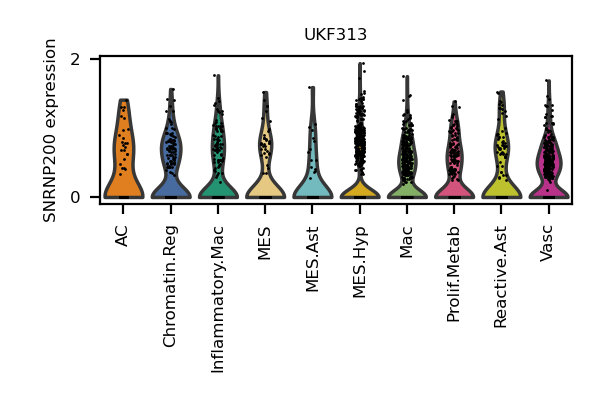 UKF313
SNRNP200 expression
2
0
AC
Chromatin.Reg
Inflammatory.Mac
MES
MES.Ast
MES.Hyp
Mac
Prolif.Metab
Reactive.Ast
Vasc